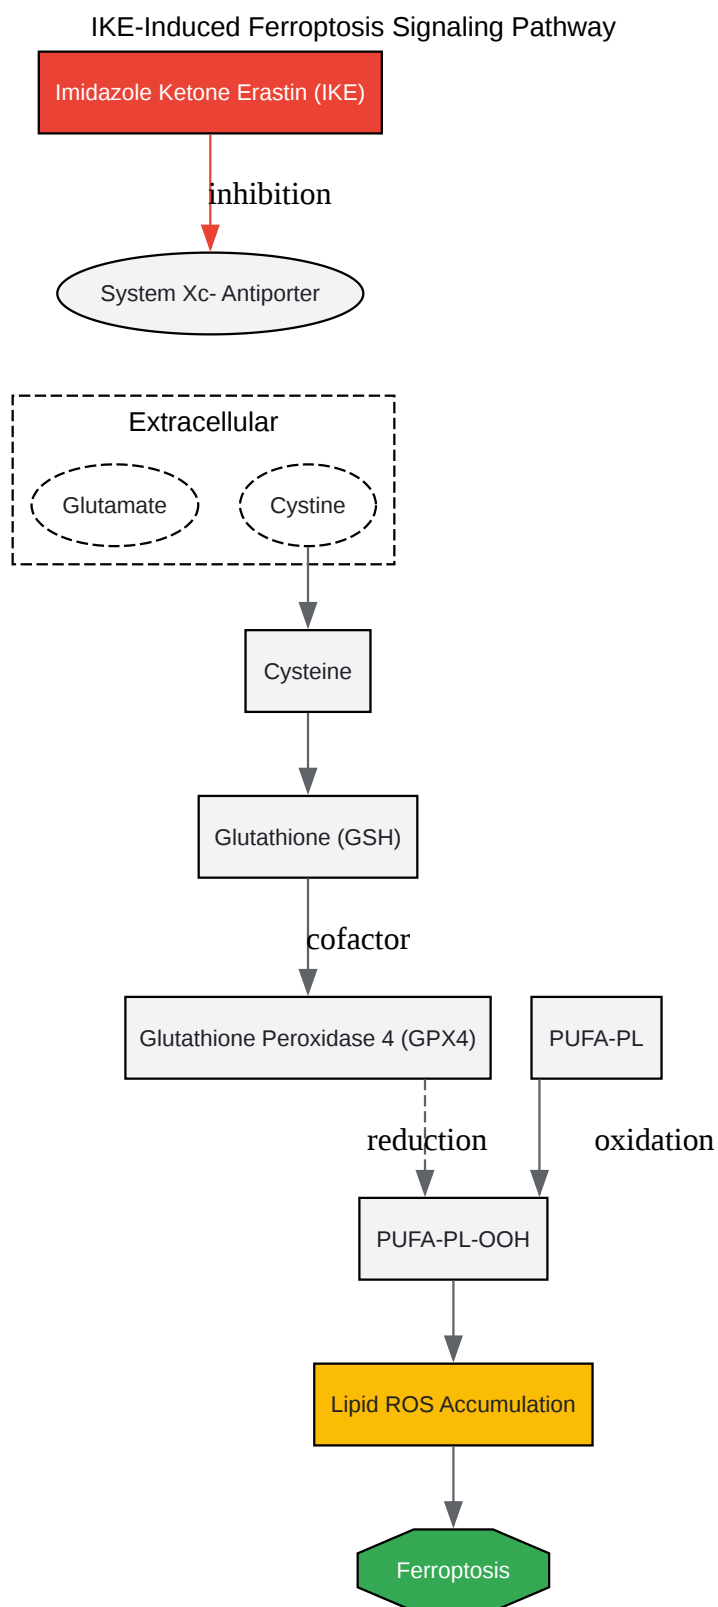 IKE-Induced Ferroptosis Signaling Pathway
Imidazole Ketone Erastin (IKE)
inhibition
System Xc- Antiporter
Extracellular
Glutamate
Cystine
Cysteine
Glutathione (GSH)
cofactor
Glutathione Peroxidase 4 (GPX4)
PUFA-PL
reduction
oxidation
PUFA-PL-OOH
Lipid ROS Accumulation
Ferroptosis